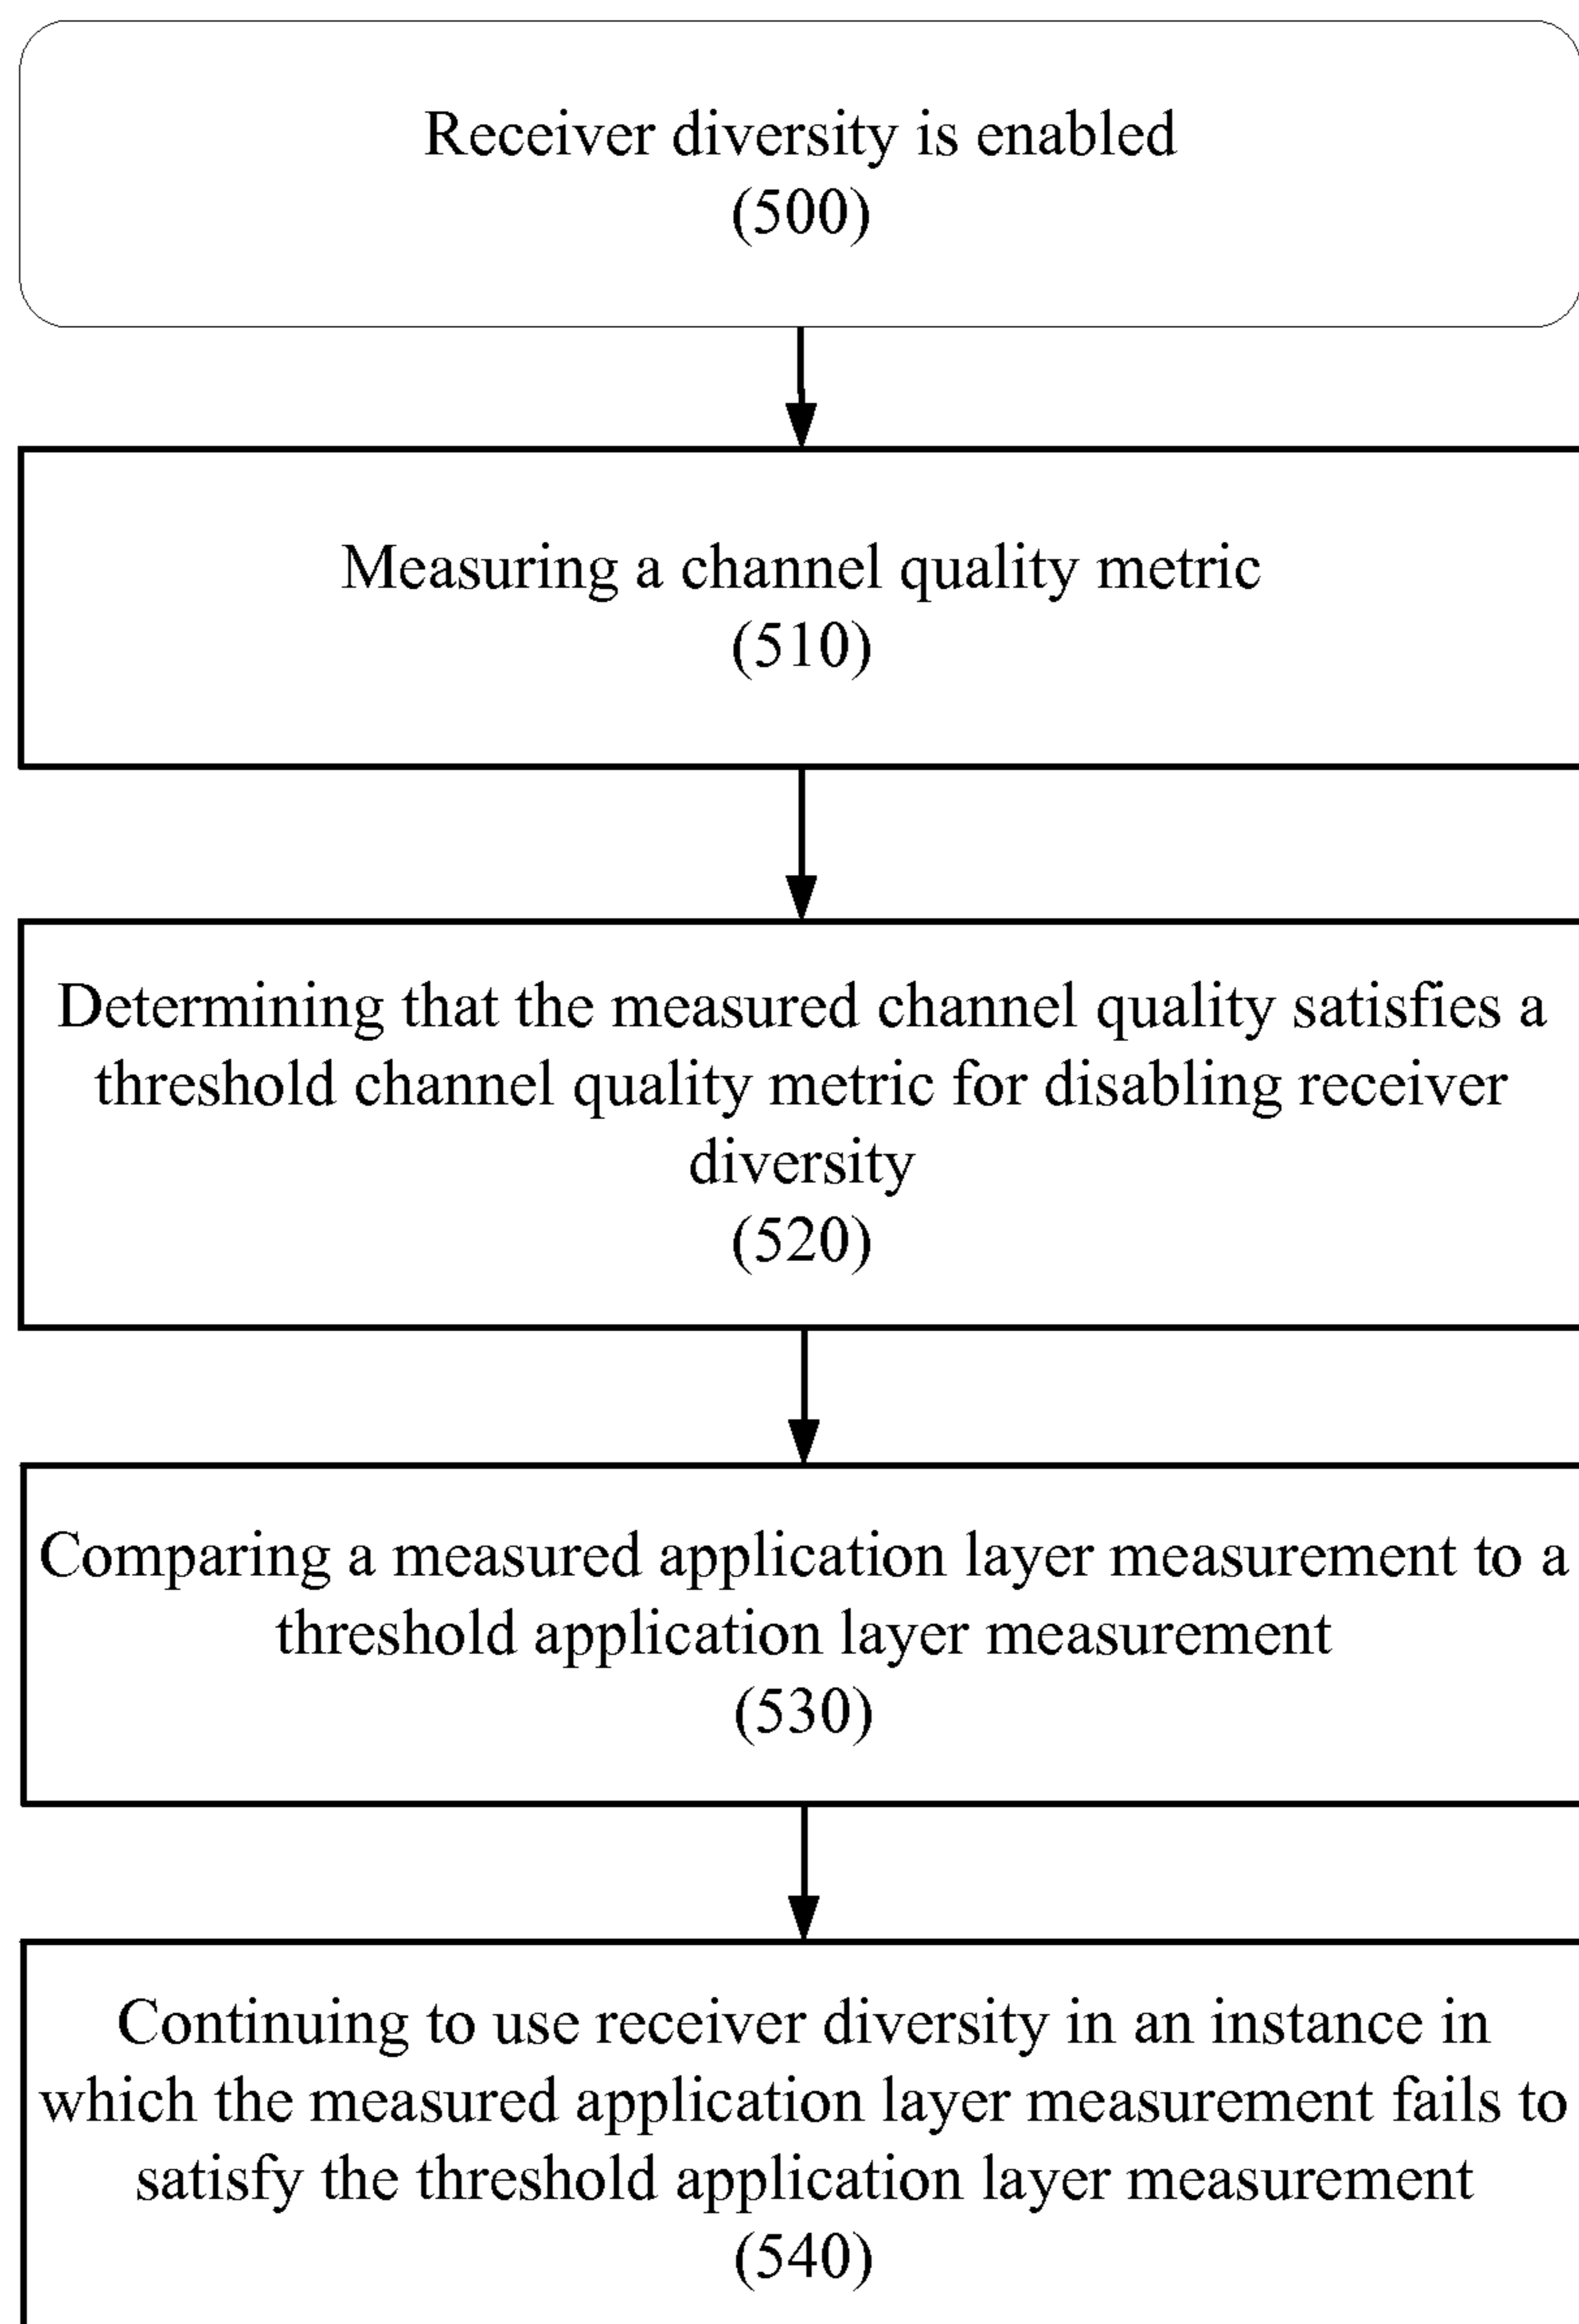 Receiver diversity is enabled
(500)
Measuring a channel quality metric
(510)
Determining that the measured channel quality satisfies a
threshold channel quality metric for disabling receiver
diversity
(520)
Comparing a measured application layer measurement to a
threshold application layer measurement
(530)
Continuing to use receiver diversity in an instance in
which the measured application layer measurement fails to
satisfy the threshold application layer measurement
(540)